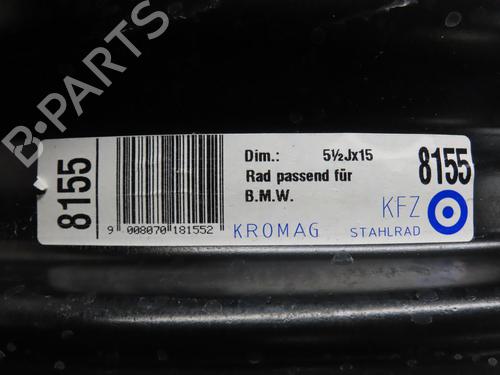 B-PARTS
8155
9 008070 181552
Dim.: 5½Jx15
Rad passend für
B.M.W.
KROMAG
8155
KFZ
STAHLRAD